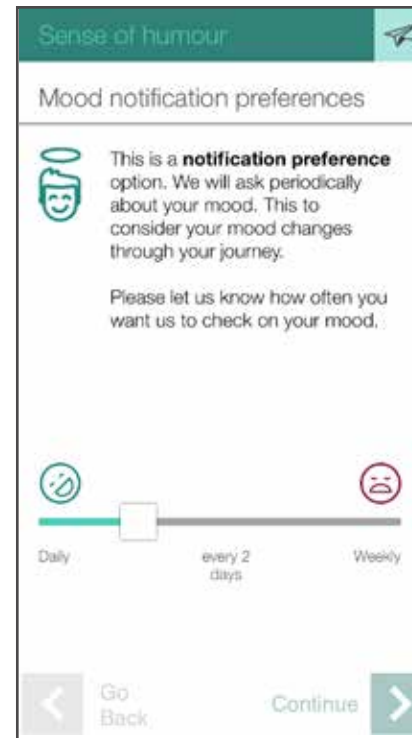 Sense of humour
Mood notification preferences
This is a notification preference
option. We will ask periodically
about your mood. This to
consider your mood changes
through your journey.
Please let us know how often you
want us to check on your mood.
Daily
every 2
days
Weekly
Go
Back
Continue